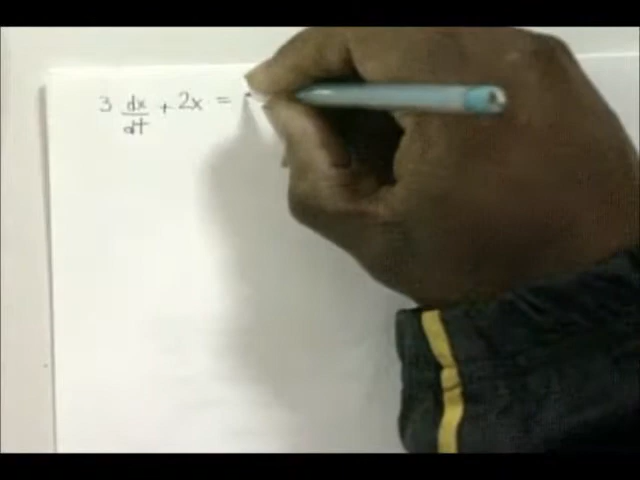 3 dx/dt + 2x =